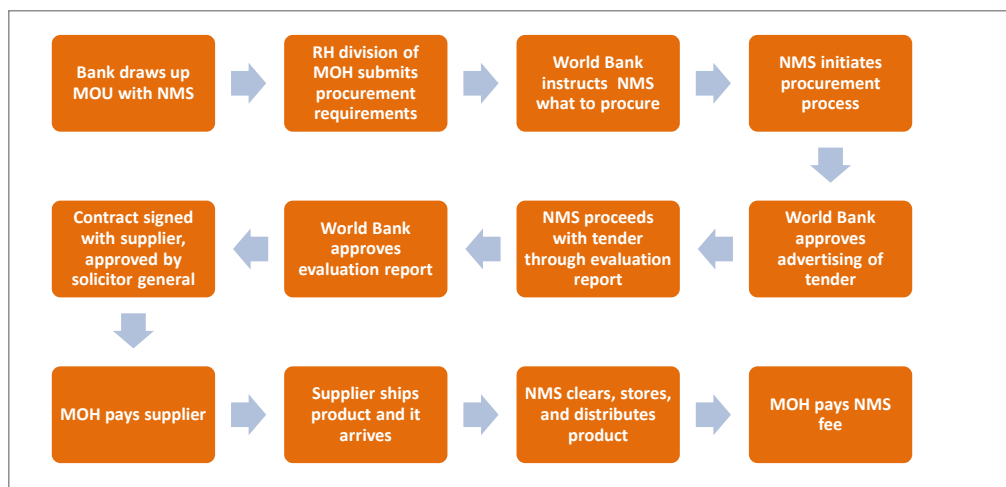 Bank draws up
MOU with NMS
RH division of
MOH submits
procurement
requirements
World Bank
instructs NMS
what to procure
NMS initiates
procurement
process
World Bank
approves
advertising of
tender
NMS proceeds
with tender
through evaluation
report
World Bank
approves
evaluation report
Contract signed
with supplier,
approved by
solicitor general
MOH pays supplier
Supplier ships
product and it
arrives
NMS clears, stores,
and distributes
product
MOH pays NMS
fee